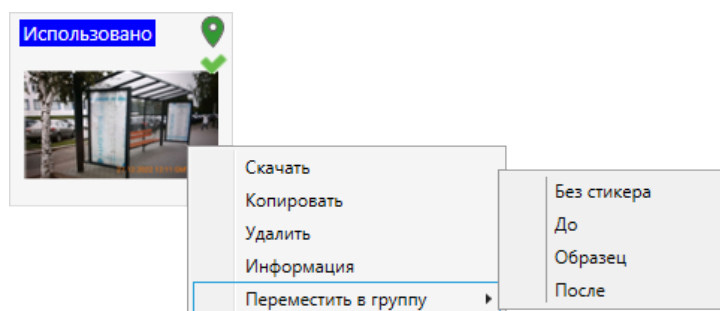 Использовано
Скачать
Копировать
Удалить
Информация
Переместить в группу
Без стикера
До
Образец
После